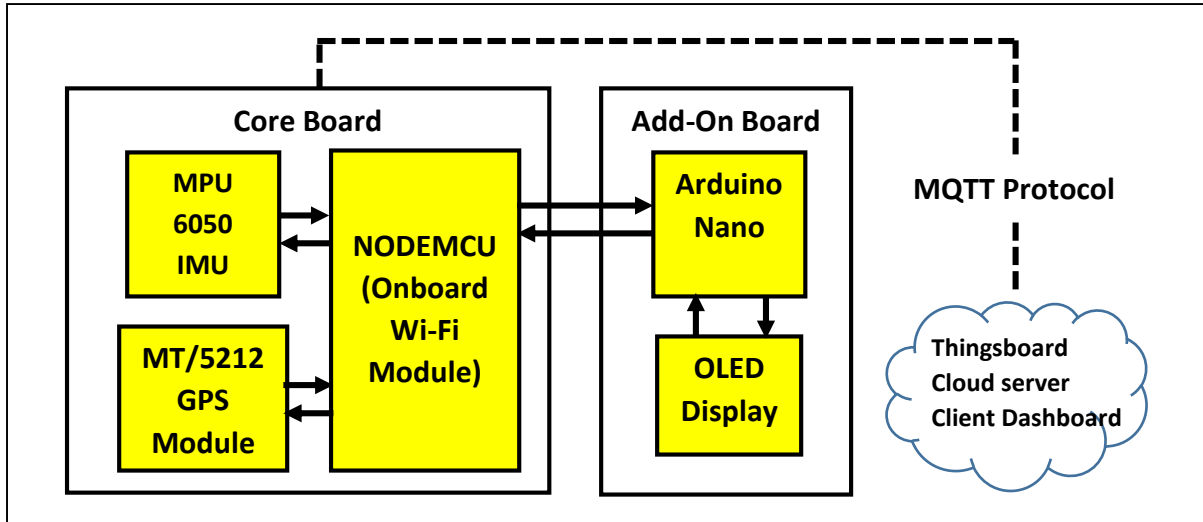 Core Board
MPU
6050
IMU
MT/5212
GPS
Module
NODEMCU
(Onboard
Wi-Fi
Module)
Add-On Board
Arduino
Nano
OLED
Display
MQTT Protocol
Thingsboard
Cloud server
Client Dashboard